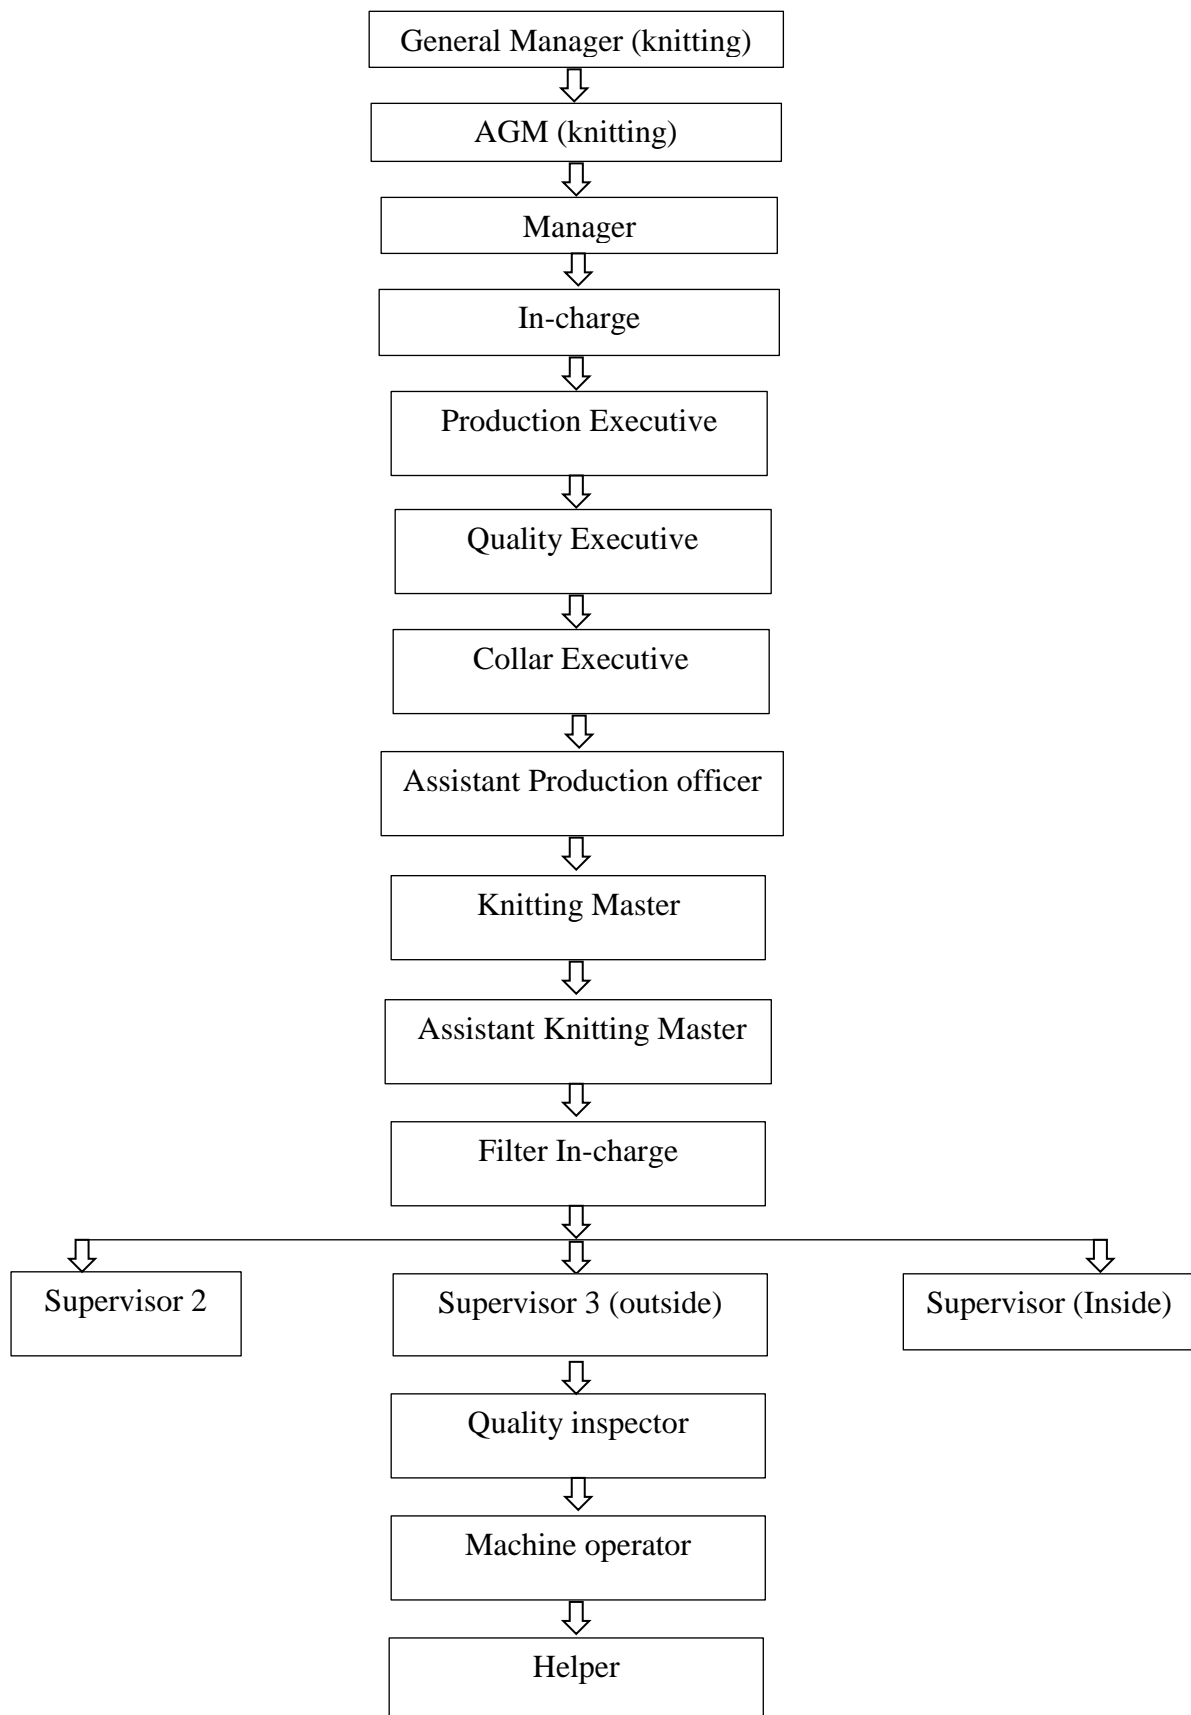 General Manager (knitting)
AGM (knitting)
Manager
In-charge
Production Executive
Quality Executive
Collar Executive
Assistant Production officer
Knitting Master
Assistant Knitting Master
Filter In-charge
Supervisor 2
Supervisor 3 (outside)
Supervisor (Inside)
Quality inspector
Machine operator
Helper